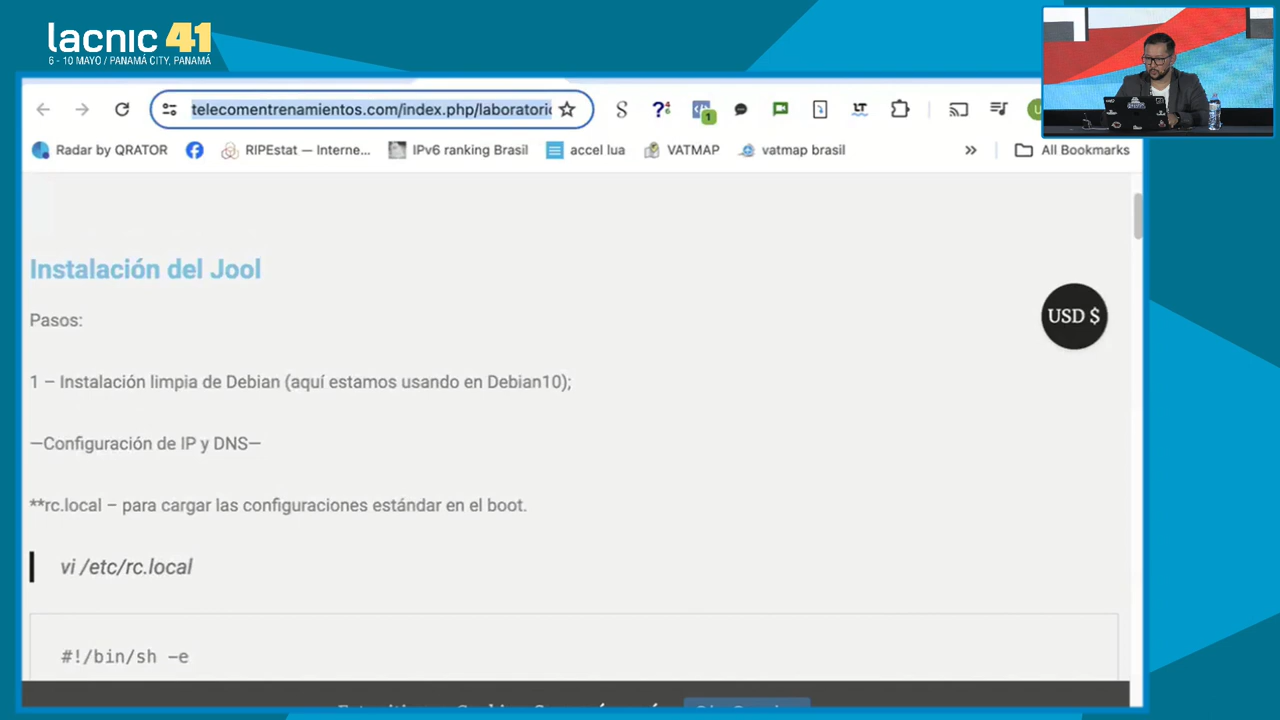 lacnic 41
6 - 10 MAYO / PANAMÁ CITY, PANAMÁ
telecomentrenamientos.com/index.php/laboratorio
Radar by QRATOR
RIPEstat — Interne...
IPv6 ranking Brasil
accel lua
VATMAP
vatmap brasil
»
All Bookmarks
Instalación del Jool
Pasos:
USD $
1 – Instalación limpia de Debian (aquí estamos usando en Debian10);
—Configuración de IP y DNS—
**rc.local – para cargar las configuraciones estándar en el boot.
vi /etc/rc.local
#!/bin/sh -e